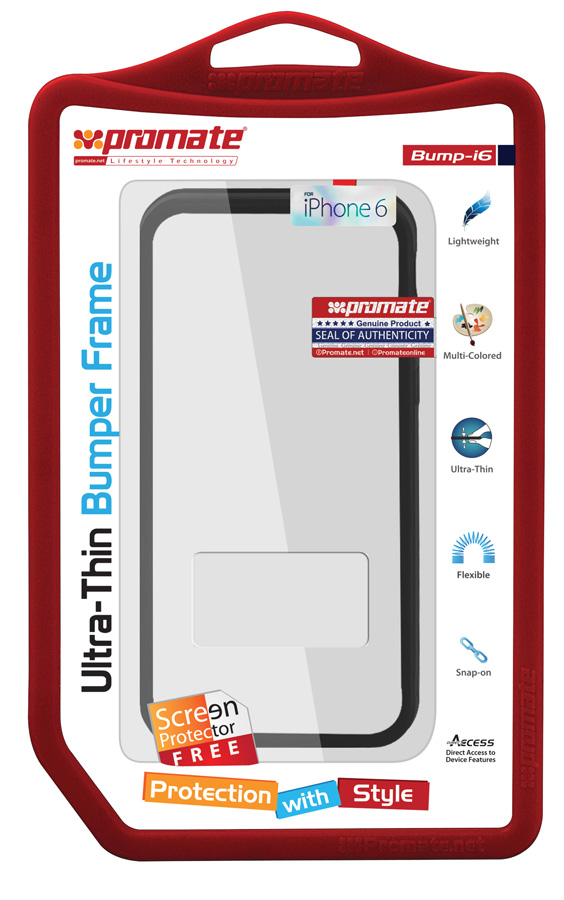 promate
promate
promate.net Lifestyle Technology
Bump-i6
FOR
iPhone 6
Lightweight
promate
Genuine Product
SEAL OF AUTHENTICITY
Promate.net Promateonline
Multi-Colored
Ultra-Thin Bumper Frame
Ultra-Thin
Flexible
Snap-on
Screen
Protector
FREE
Access
Direct Access to
Device Features
Protection with Style
promate
Promate.net